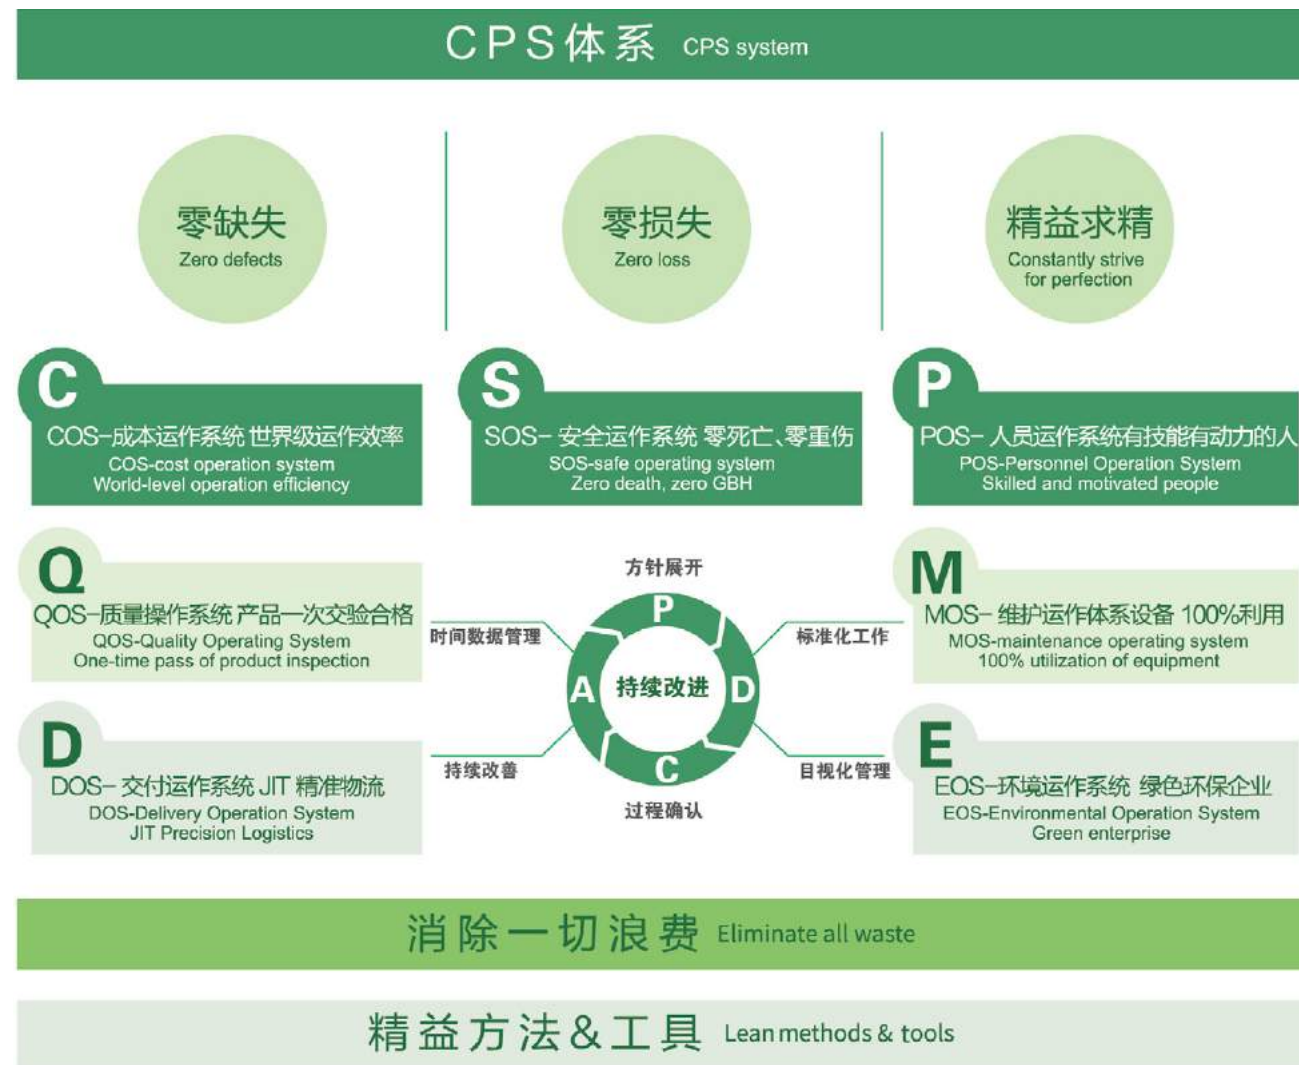 CPS体系 CPS system
零缺失
Zero defects
零损失
Zero loss
精益求精
Constantly strive
for perfection
C
COS-成本运作系统 世界级运作效率
COS-cost operation system
World-level operation efficiency
S
SOS- 安全运作系统 零死亡、零重伤
SOS-safe operating system
Zero death, zero GBH
P
POS- 人员运作系统有技能有动力的人
POS-Personnel Operation System
Skilled and motivated people
Q
QOS-质量操作系统 产品一次交验合格
QOS-Quality Operating System
One-time pass of product inspection
D
DOS- 交付运作系统 JIT 精准物流
DOS-Delivery Operation System
JIT Precision Logistics
方针展开
时间数据管理
标准化工作
P
A
持续改进
D
C
持续改善
目视化管理
过程确认
M
MOS- 维护运作体系设备 100%利用
MOS-maintenance operating system
100% utilization of equipment
E
EOS-环境运作系统 绿色环保企业
EOS-Environmental Operation System
Green enterprise
消除一切浪费 Eliminate all waste
精益方法&工具 Lean methods & tools